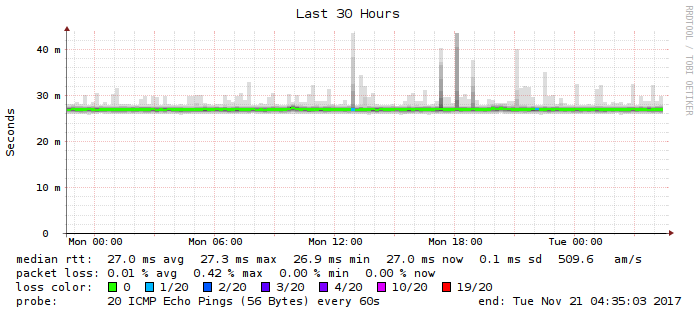 Last 30 Hours
RRDTOOL / TOBI OETIKER
Seconds
40 m
30 m
20 m
10 m
0
Mon 00:00 Mon 06:00 Mon 12:00 Mon 18:00 Tue 00:00
median rtt: 27.0 ms avg 27.3 ms max 26.9 ms min 27.0 ms now 0.1 ms sd 509.6 am/s
packet loss: 0.01 % avg 0.42 % max 0.00 % min 0.00 % now
loss color: 0 1/20 2/20 3/20 4/20 10/20 19/20
probe: 20 ICMP Echo Pings (56 Bytes) every 60s end: Tue Nov 21 04:35:03 2017